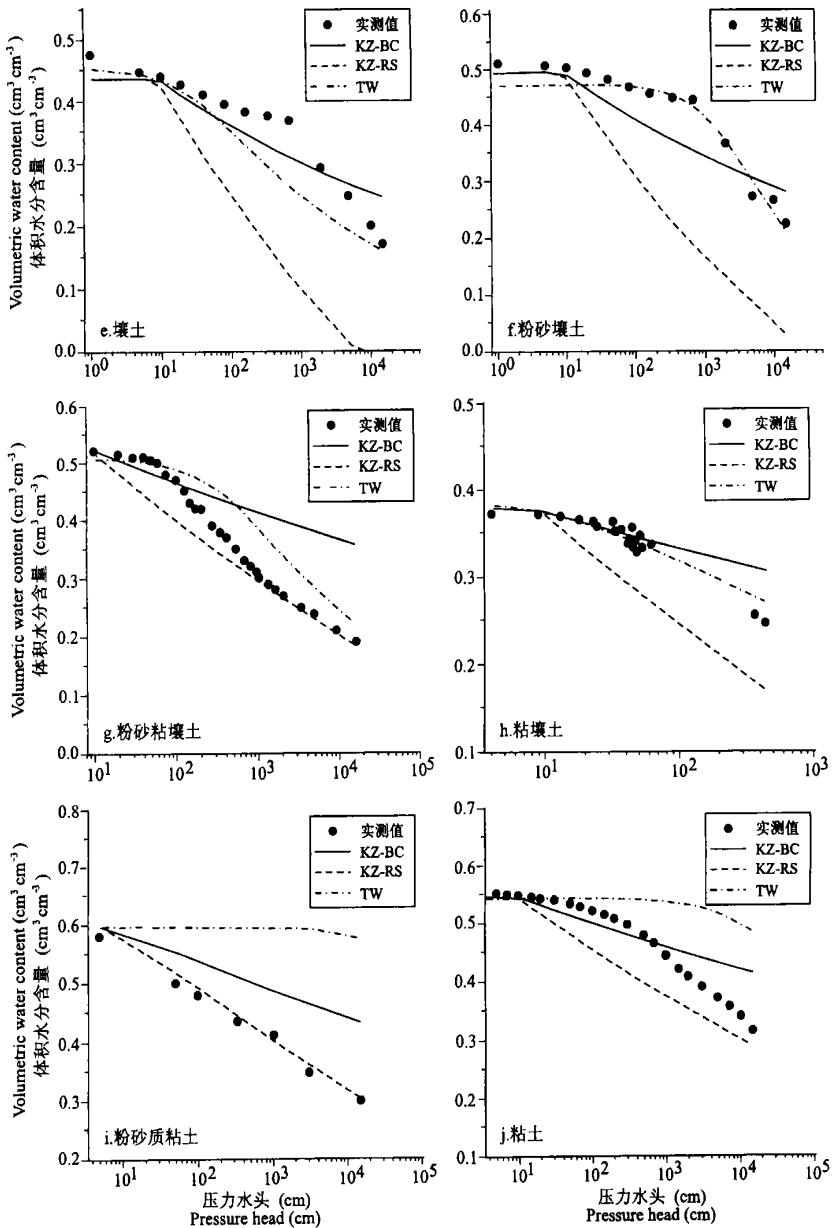 0.5
0.4
0.3
0.2
0.1
0.0
10⁰
10¹
10²
10³
10⁴
实测值
KZ-BC
KZ-RS
TW
e.壤土
0.6
0.5
0.4
0.3
0.2
0.1
0.0
10⁰
10¹
10²
10³
10⁴
实测值
KZ-BC
KZ-RS
TW
f.粉砂壤土
Volumetric water content (cm³ cm⁻³)
体积水分含量 (cm³ cm⁻³)
0.6
0.5
0.4
0.3
0.2
0.1
0.0
10¹
10²
10³
10⁴
10⁵
实测值
KZ-BC
KZ-RS
TW
g.粉砂粘壤土
0.5
0.4
0.3
0.2
0.1
10¹
10²
10³
实测值
KZ-BC
KZ-RS
TW
h.粘壤土
Volumetric water content (cm³ cm⁻³)
体积水分含量 (cm³ cm⁻³)
0.8
0.7
0.6
0.5
0.4
0.3
0.2
10¹
10²
10³
10⁴
10⁵
实测值
KZ-BC
KZ-RS
TW
i.粉砂质粘土
0.7
0.6
0.5
0.4
0.3
0.2
0.1
10¹
10²
10³
10⁴
10⁵
实测值
KZ-BC
KZ-RS
TW
j.粘土
Volumetric water content (cm³ cm⁻³)
体积水分含量 (cm³ cm⁻³)
压力水头 (cm)
Pressure head (cm)
压力水头 (cm)
Pressure head (cm)